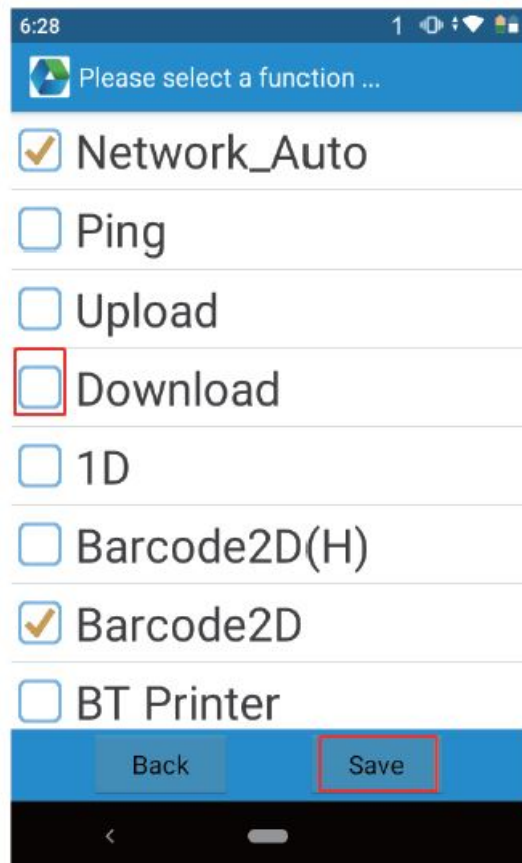 6:28 1
Please select a function ...
Network_Auto
Ping
Upload
Download
1D
Barcode2D(H)
Barcode2D
BT Printer
Back Save